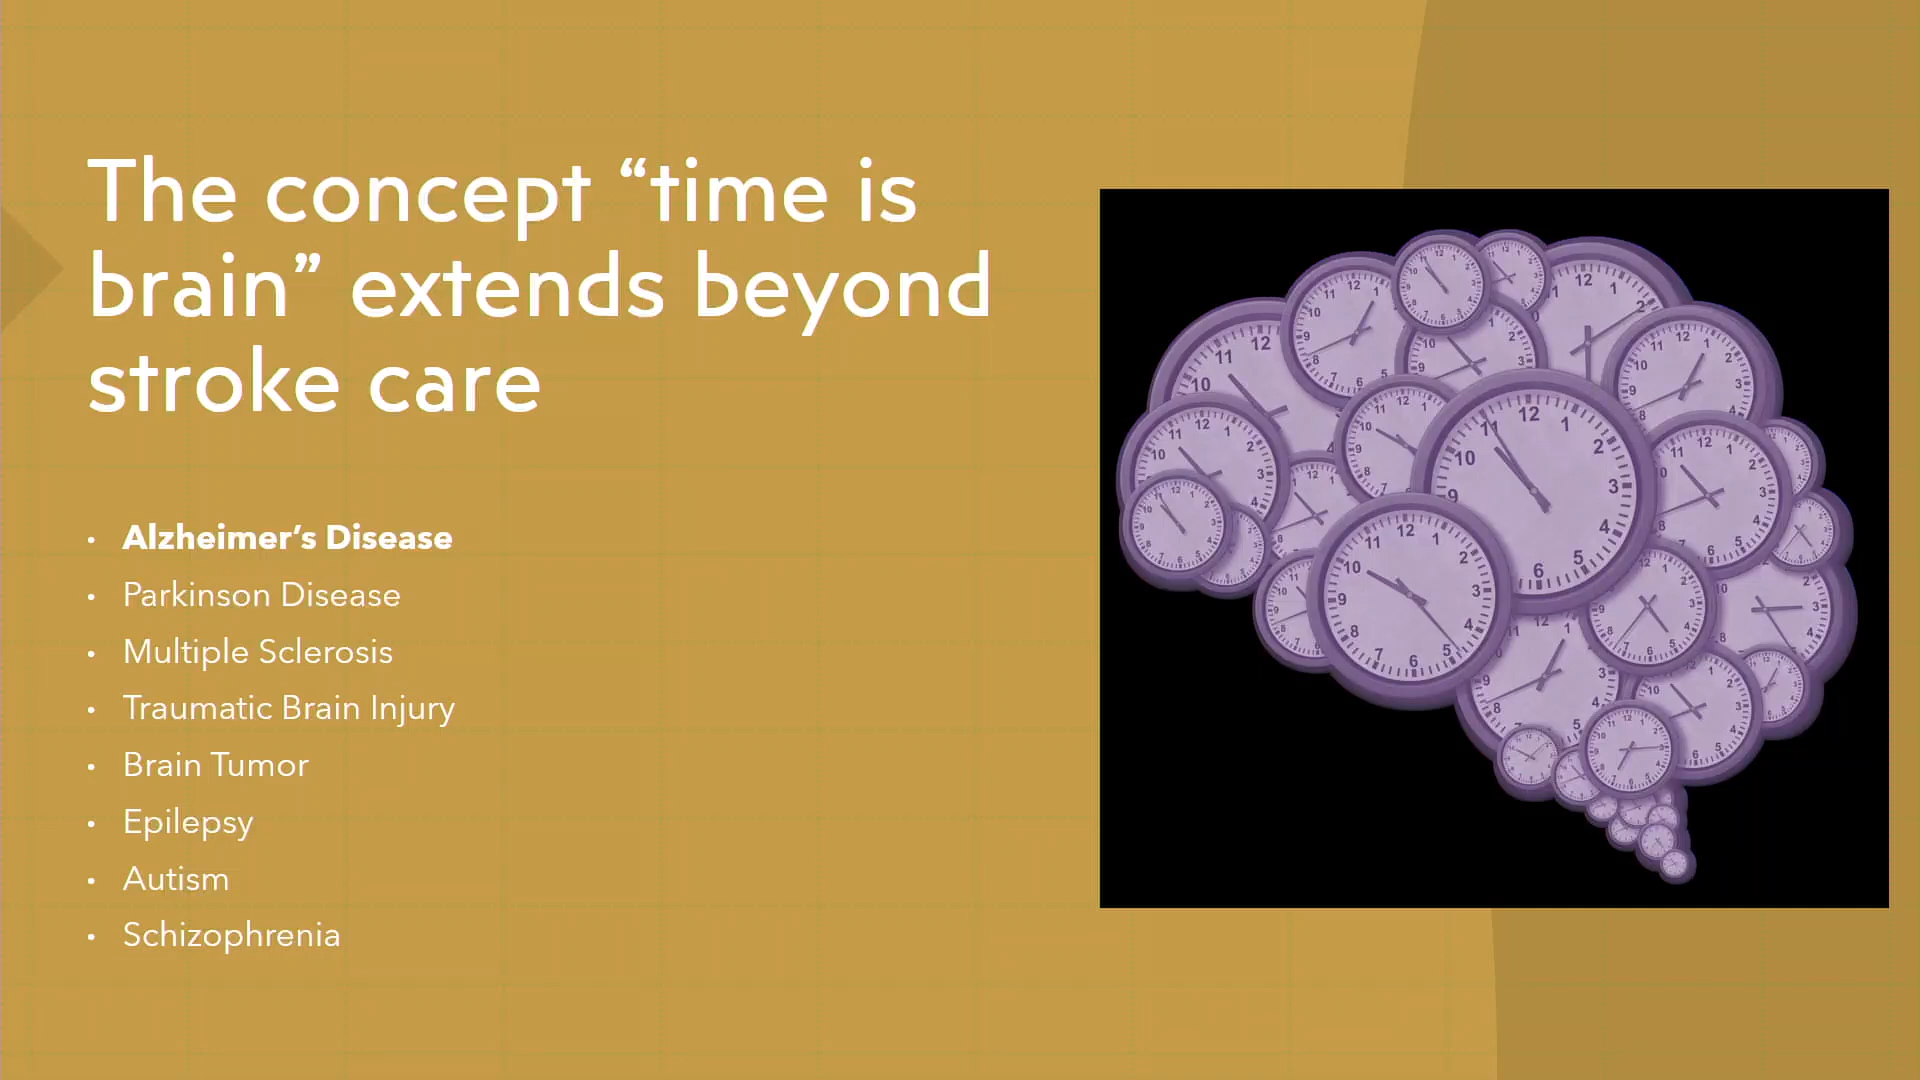 The concept “time is
brain” extends beyond
stroke care
• Alzheimer’s Disease
• Parkinson Disease
• Multiple Sclerosis
• Traumatic Brain Injury
• Brain Tumor
• Epilepsy
• Autism
• Schizophrenia